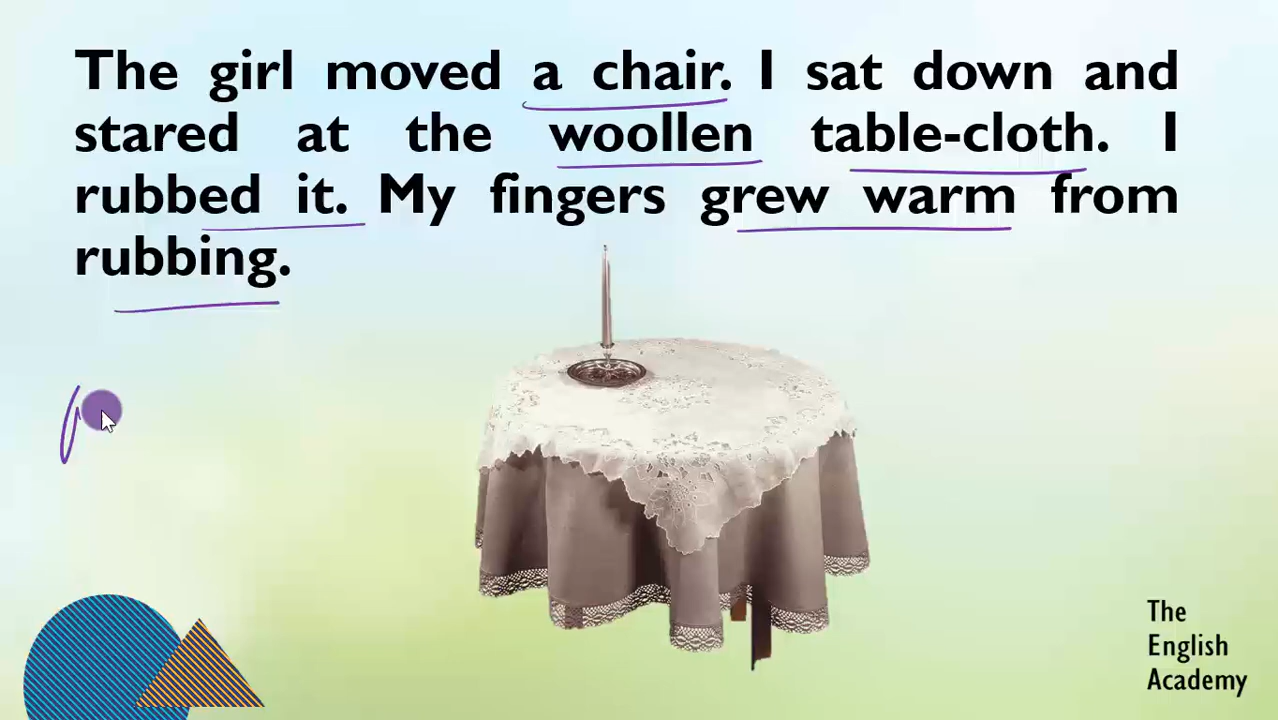 The girl moved a chair. I sat down and
stared at the woollen table-cloth. I
rubbed it. My fingers grew warm from
rubbing.
The
English
Academy